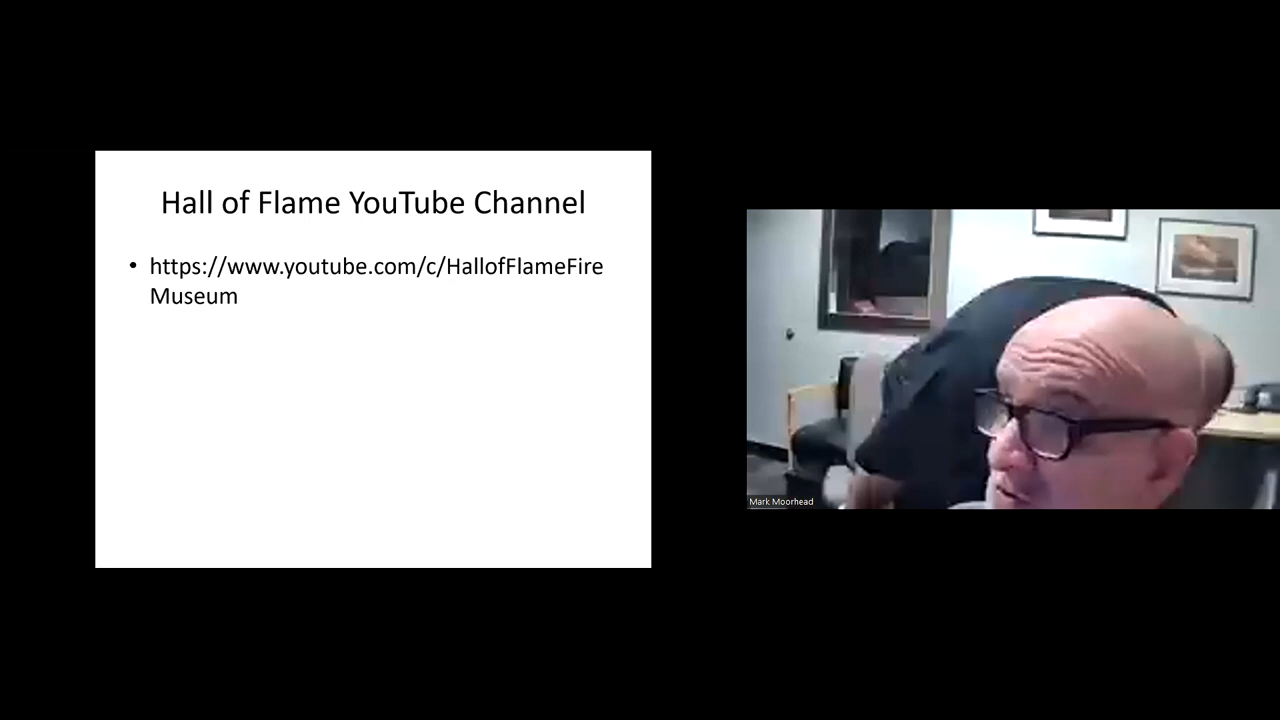 Hall of Flame YouTube Channel
• https://www.youtube.com/c/HallofFlameFire
Museum
Mark Moorhead